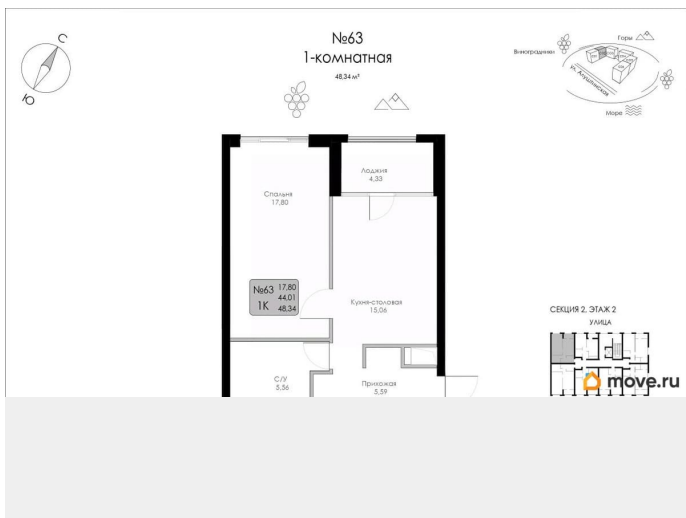 С
Ю
№63
1-комнатная
48,34 м²
Горы
Виноградники
ул. Алуштинская
Море
Лоджия
4,33
Спальня
17,80
№63 17,80
44,01
1К 48,34
Кухня-столовая
15,06
С/У
5,56
Прихожая
5,59
СЕКЦИЯ 2, ЭТАЖ 2
УЛИЦА
move.ru